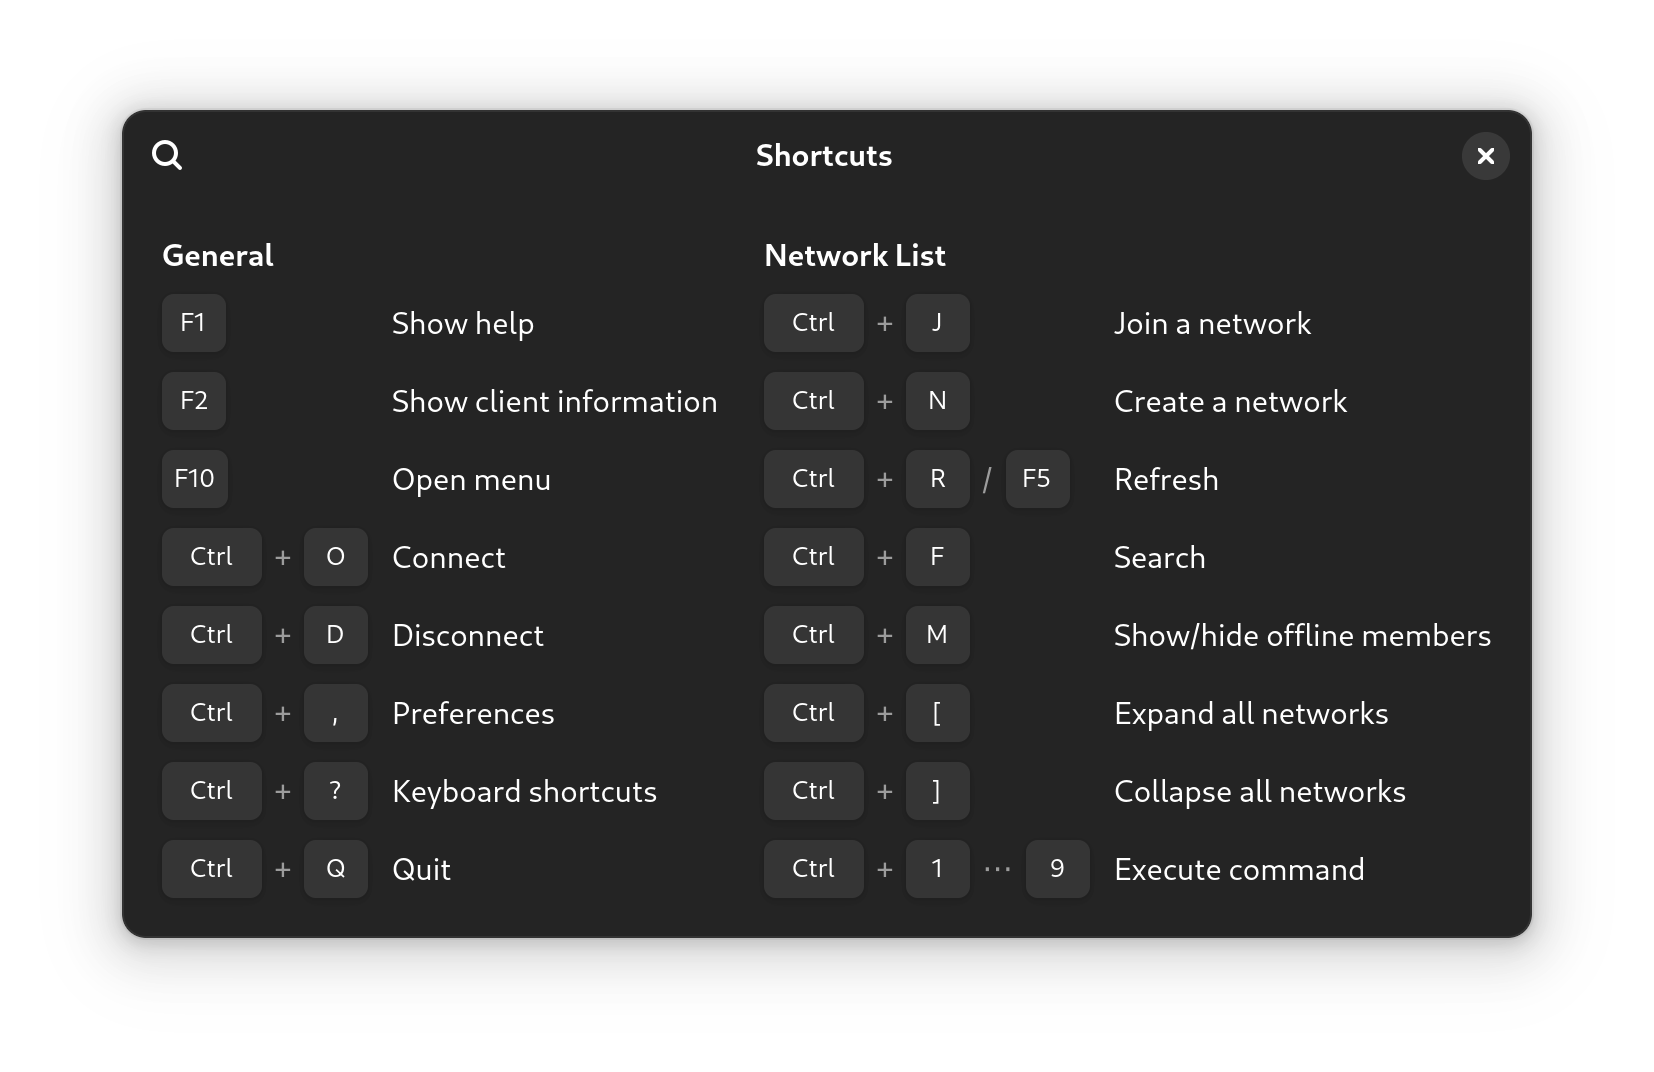 Shortcuts
General
F1 Show help
F2 Show client information
F10 Open menu
Ctrl + O Connect
Ctrl + D Disconnect
Ctrl + , Preferences
Ctrl + ? Keyboard shortcuts
Ctrl + Q Quit
Network List
Ctrl + J Join a network
Ctrl + N Create a network
Ctrl + R / F5 Refresh
Ctrl + F Search
Ctrl + M Show/hide offline members
Ctrl + [ Expand all networks
Ctrl + ] Collapse all networks
Ctrl + 1 ⋯ 9 Execute command